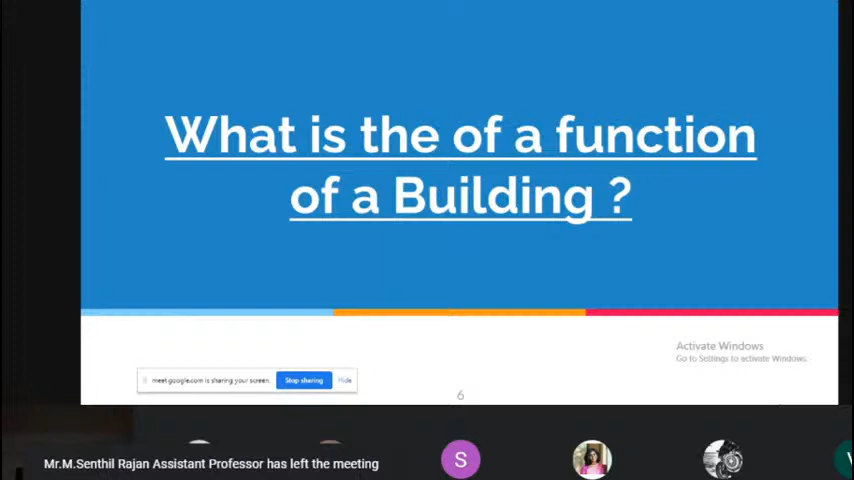 What is the of a function
of a Building ?
Activate Windows
Go to Settings to activate Windows.
meet.google.com is sharing your screen.
Stop sharing
Hide
6
Mr.M.Senthil Rajan Assistant Professor has left the meeting
S
V